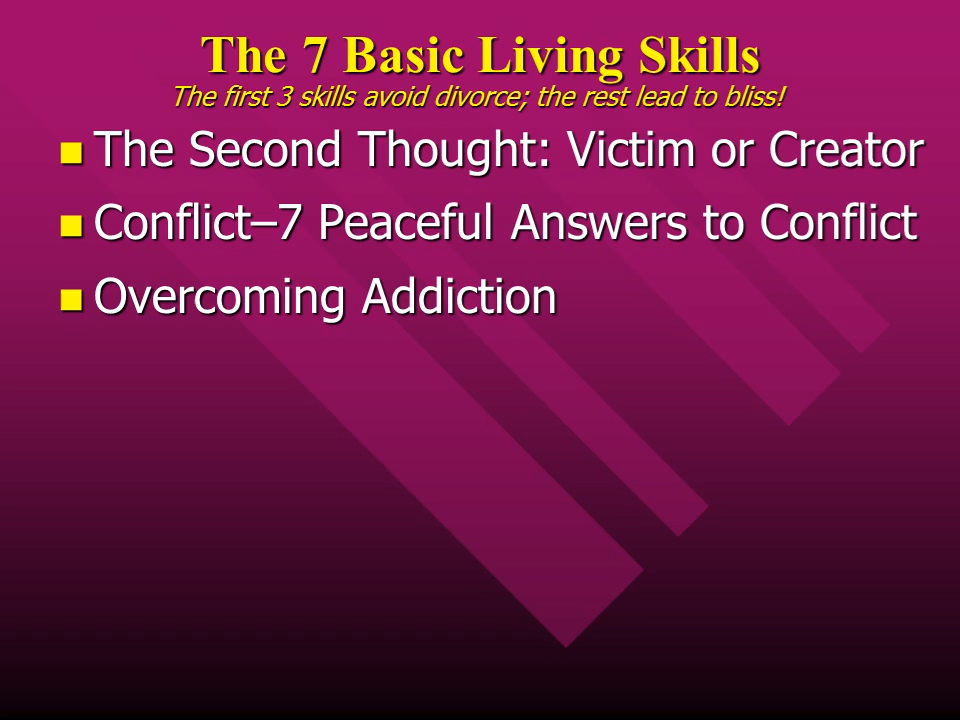 The 7 Basic Living Skills
The first 3 skills avoid divorce; the rest lead to bliss!
The Second Thought: Victim or Creator
Conflict–7 Peaceful Answers to Conflict
Overcoming Addiction